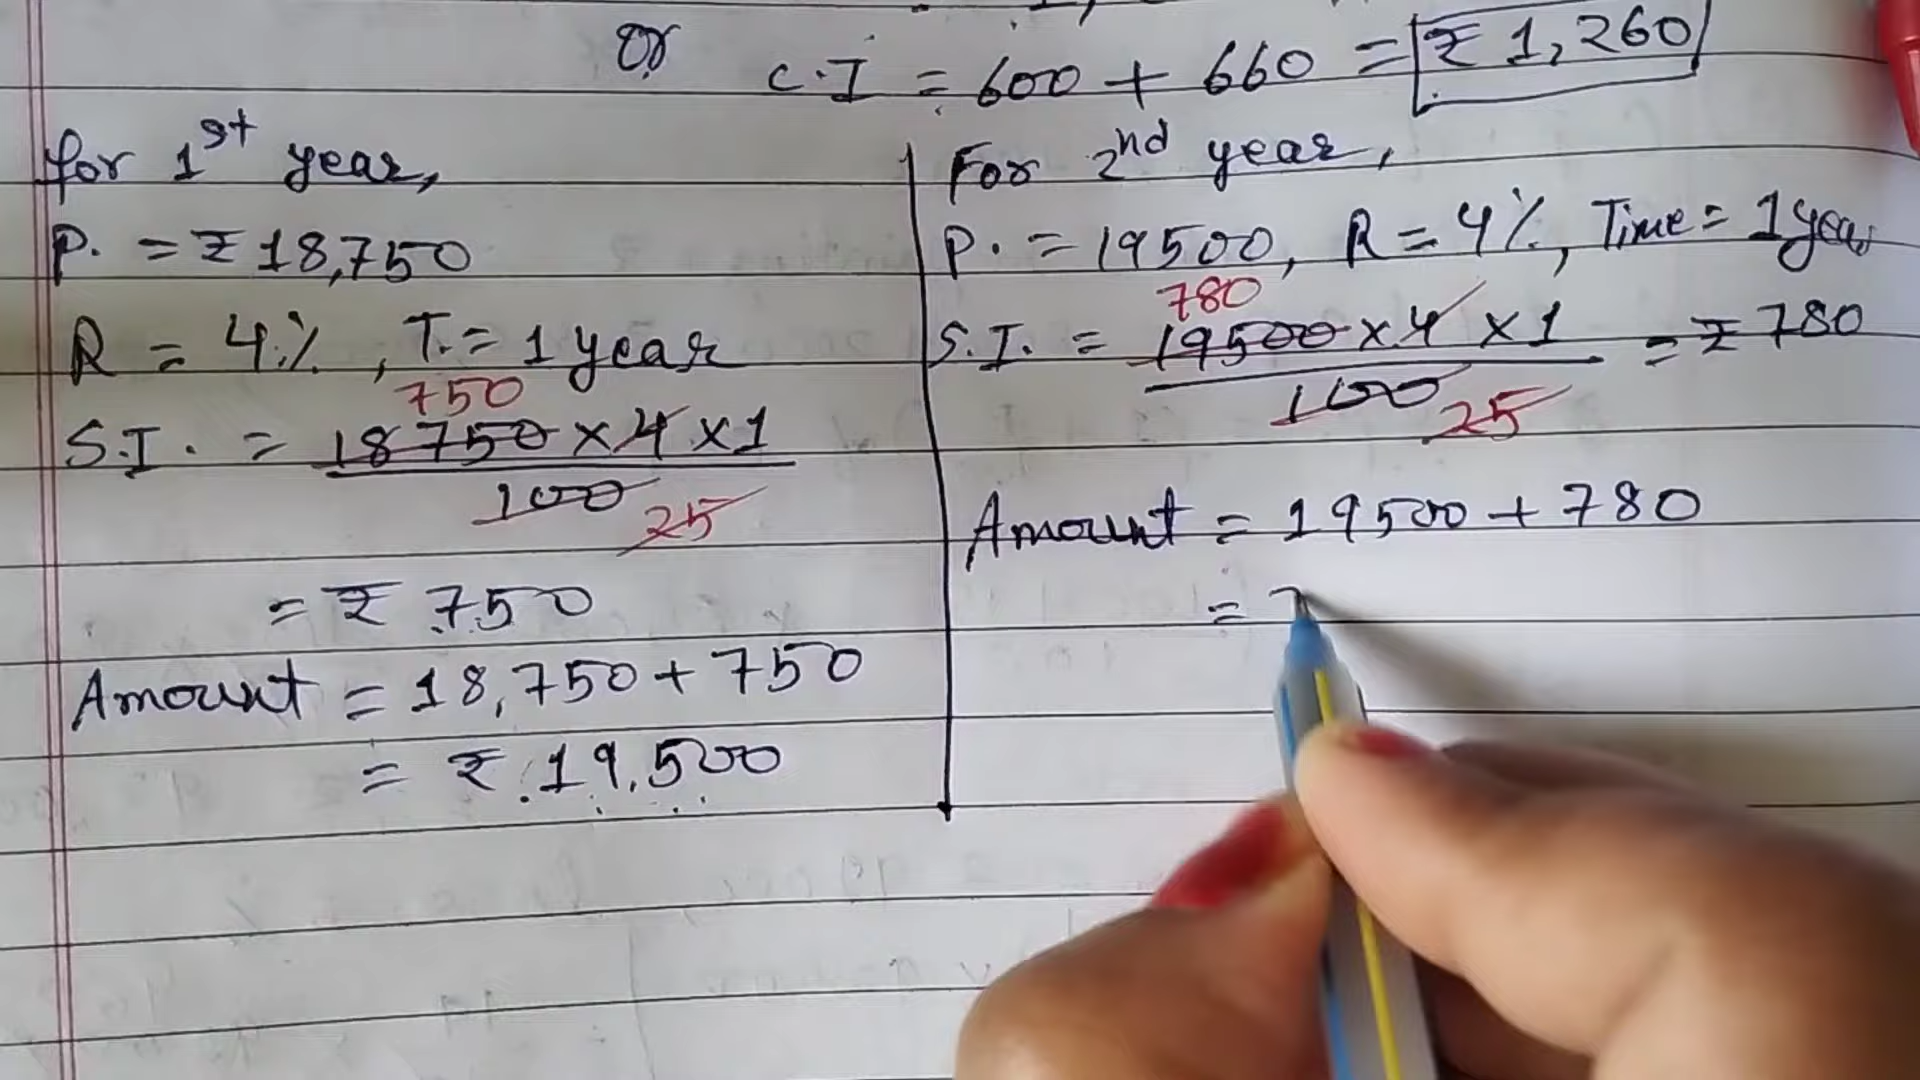 Or
C.I = 600 + 660 = ₹ 1,260
for 1st year,
P. = ₹ 18,750
R = 4% , T. = 1 year
750
S.I. = 18750 x 4 x 1
100 25
= ₹ 750
Amount = 18,750 + 750
= ₹ 19,500
For 2nd year,
P. = 19500, R = 4%, Time = 1 year
780
S.I. = 19500 x 4 x 1 = ₹ 780
100 25
Amount = 19500 + 780
=